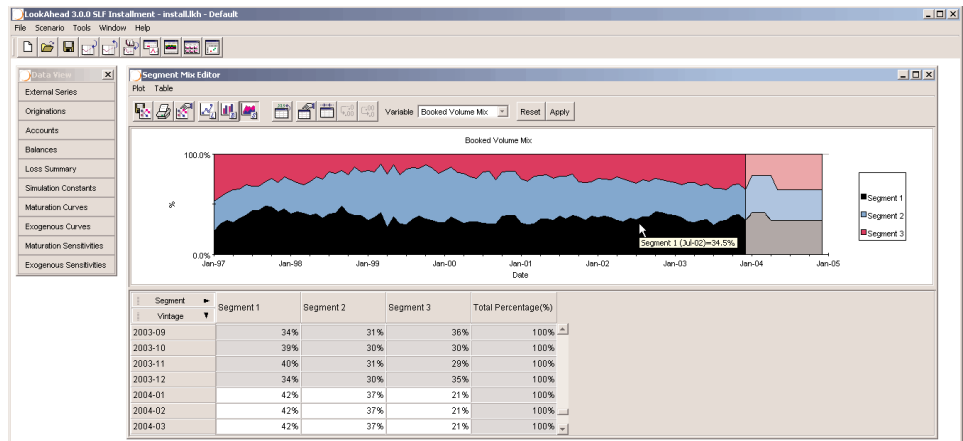 LookAhead 3.0.0 SLF Installment - install.lkh - Default
File Scenario Tools Window Help
Data View
External Series
Originations
Accounts
Balances
Loss Summary
Simulation Constants
Maturation Curves
Exogenous Curves
Maturation Sensitivities
Exogenous Sensitivities
Segment Mix Editor
Plot Table
Variable Booked Volume Mix Reset Apply
Booked Volume Mix
100.0%
%
0.0%
Jan-97 Jan-98 Jan-99 Jan-00 Jan-01 Jan-02 Jan-03 Jan-04 Jan-05
Date
Segment 1 (Jul-02)=34.5%
Segment 1
Segment 2
Segment 3
Segment
Vintage
Segment 1 Segment 2 Segment 3 Total Percentage(%)
2003-09 34% 31% 36% 100%
2003-10 39% 30% 30% 100%
2003-11 40% 31% 29% 100%
2003-12 34% 30% 35% 100%
2004-01 42% 37% 21% 100%
2004-02 42% 37% 21% 100%
2004-03 42% 37% 21% 100%